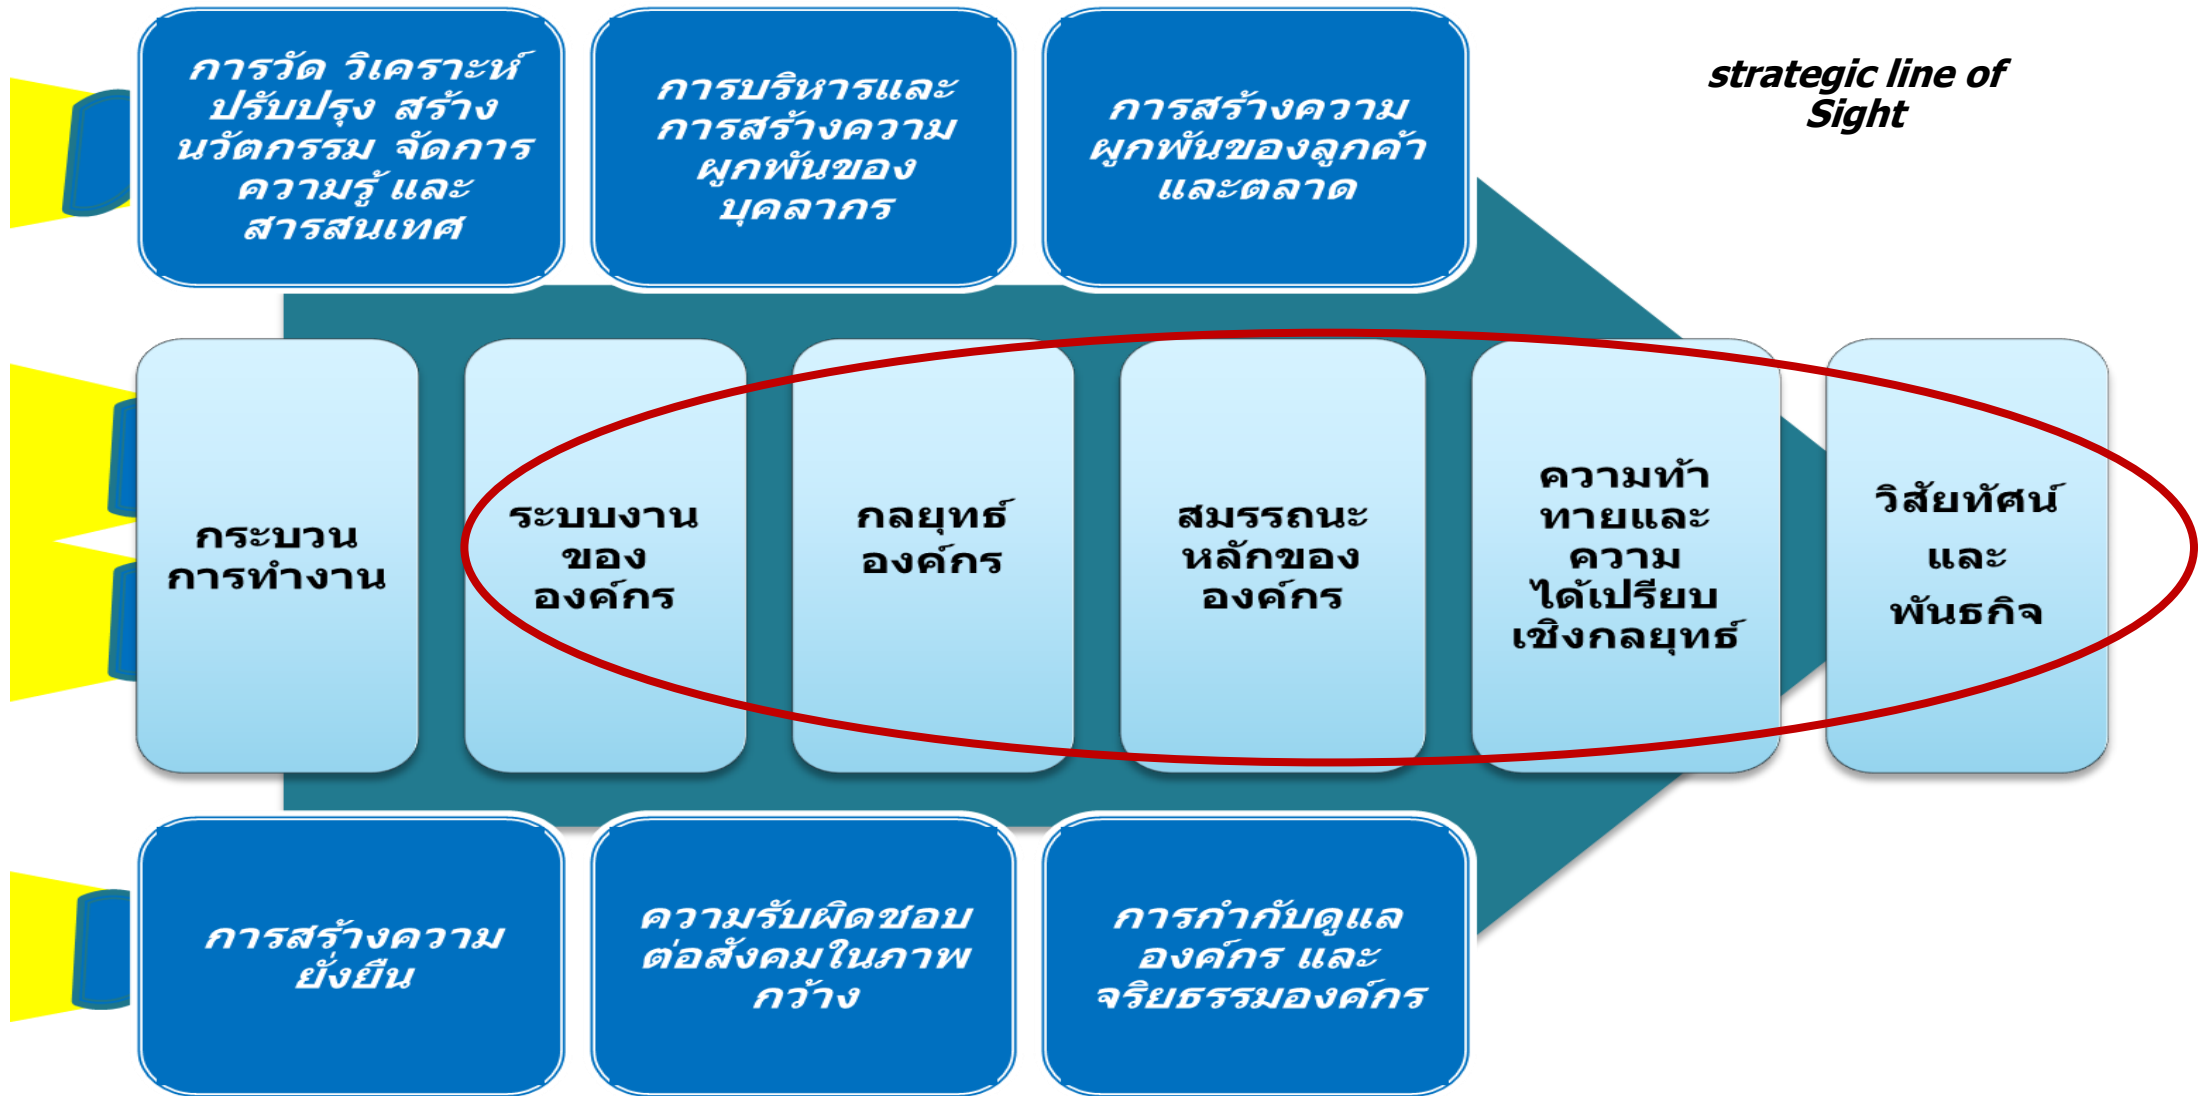 การวัด วิเคราะห์
ปรับปรุง สร้าง
นวัตกรรม จัดการ
ความรู้ และ
สารสนเทศ
การบริหารและ
การสร้างความ
ผูกพันของ
บุคลากร
การสร้างความ
ผูกพันของลูกค้า
และตลาด
strategic line of
Sight
กระบวน
การทำงาน
ระบบงาน
ของ
องค์กร
กลยุทธ์
องค์กร
สมรรถนะ
หลักของ
องค์กร
ความท้า
ทายและ
ความ
ได้เปรียบ
เชิงกลยุทธ์
วิสัยทัศน์
และ
พันธกิจ
การสร้างความ
ยั่งยืน
ความรับผิดชอบ
ต่อสังคมในภาพ
กว้าง
การกำกับดูแล
องค์กร และ
จริยธรรมองค์กร